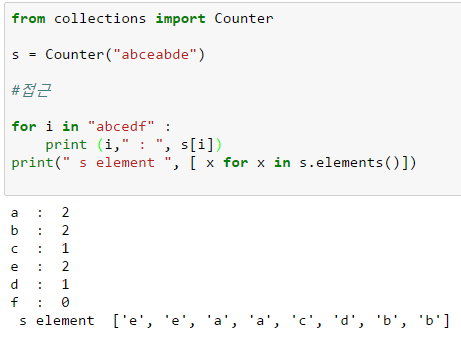 from collections import Counter
s = Counter("abceabde")
#접근
for i in "abcedf" :
    print (i," : ", s[i])
print(" s element ", [ x for x in s.elements()])
a  :  2
b  :  2
c  :  1
e  :  2
d  :  1
f  :  0
 s element  ['e', 'e', 'a', 'a', 'c', 'd', 'b', 'b']